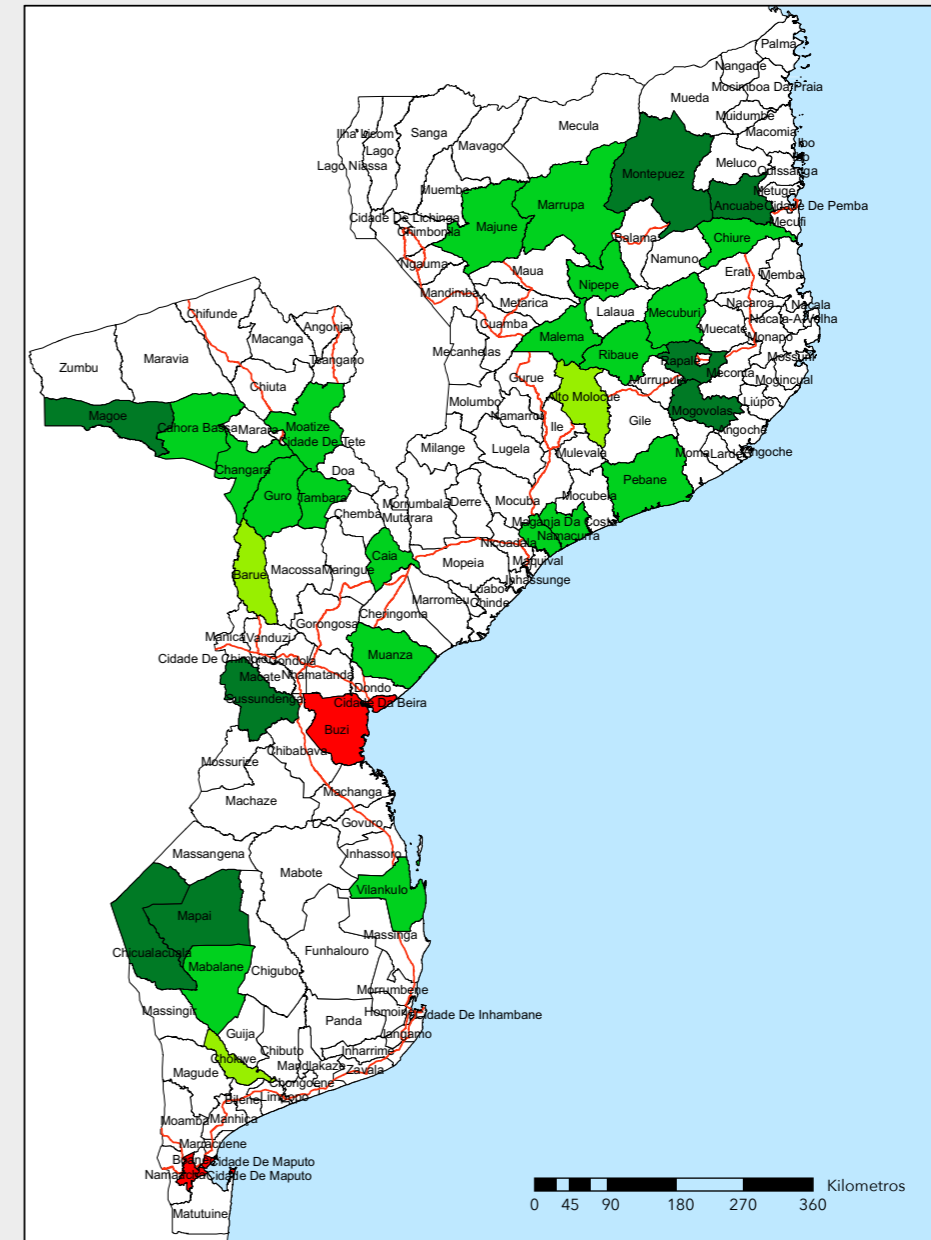 Palma
Nangade
Mocimboa Da Praia
Mueda
Muidumbe
Macomia
Mecula
Sanga
Mavago
Lago
Lago Niassa
Meluco
Ibo
Quissanga
Montepuez
Metuge
Muembe
Marrupa
Ancuabe
Cidade De Pemba
Mecufi
Cidade De Lichinga
Chimbonila
Majune
Balama
Chiure
Ngauma
Namuno
Maua
Erati
Memba
Mandimba
Nipepe
Metarica
Lalaua
Mecuburi
Nacaroa
Nacala
Nacala-A-Velha
Chifunde
Cuamba
Muecate
Monapo
Angonia
Macanga
Malema
Tsangano
Mecanhelas
Ribaue
Rapale
Mossuril
Zumbu
Maravia
Meconta
Gurue
Murrupula
Mogincual
Chiuta
Alto Molocue
Molumbo
Liúpo
Magoe
Namarroi
Mogovolas
Gile
Cahora Bassa
Marara
Moatize
Ile
Angoche
Cidade De Tete
Milange
Lugela
Mulevala
Moma
Larde
Angoche
Changara
Doa
Pebane
Guro
Tambara
Mocuba
Mocubela
Morrumbala
Derre
Chemba
Mutarara
Maganja Da Costa
Namacurra
Nicoadala
Caia
Mopeia
Maquival
Barue
Macossa
Maringue
Inhassunge
Luabo
Marromeu
Chinde
Cheringoma
Gorongosa
Manica
Vanduzi
Muanza
Cidade De Chimoio
Gondola
Macate
Nhamatanda
Dondo
Sussundenga
Cidade Da Beira
Buzi
Chibabava
Mossurize
Machanga
Machaze
Govuro
Massangena
Inhassoro
Mabote
Vilankulo
Mapai
Massinga
Chicualacuala
Funhalouro
Mabalane
Chigubo
Morrumbene
Massingir
Homoine
Cidade De Inhambane
Panda
Guija
Jangamo
Chibuto
Inharrime
Chokwe
Mandlakaze
Zavala
Magude
Chongoene
Limpopo
Bilene
Moamba
Manhiça
Marracuene
Boane
Cidade De Maputo
Namaacha
Cidade De Maputo
Matutuine
Kilometros
0 45 90 180 270 360